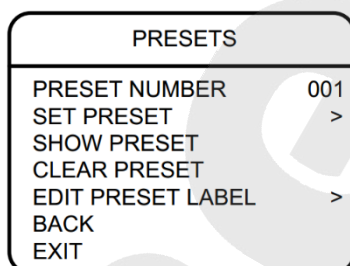 PRESETS
PRESET NUMBER 001
SET PRESET >
SHOW PRESET
CLEAR PRESET
EDIT PRESET LABEL >
BACK
EXIT